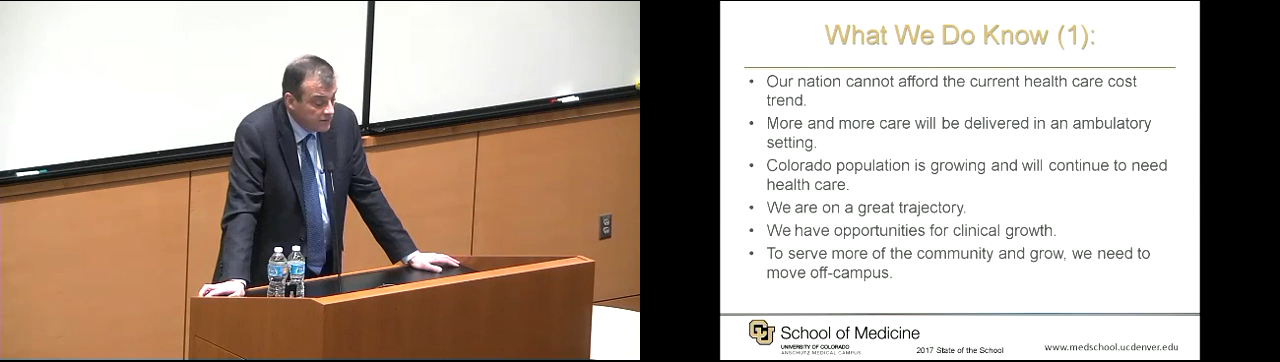 What We Do Know (1):
• Our nation cannot afford the current health care cost
trend.
• More and more care will be delivered in an ambulatory
setting.
• Colorado population is growing and will continue to need
health care.
• We are on a great trajectory.
• We have opportunities for clinical growth.
• To serve more of the community and grow, we need to
move off-campus.
CU
School of Medicine
UNIVERSITY OF COLORADO
ANSCHUTZ MEDICAL CAMPUS
2017 State of the School
www.medschool.ucdenver.edu